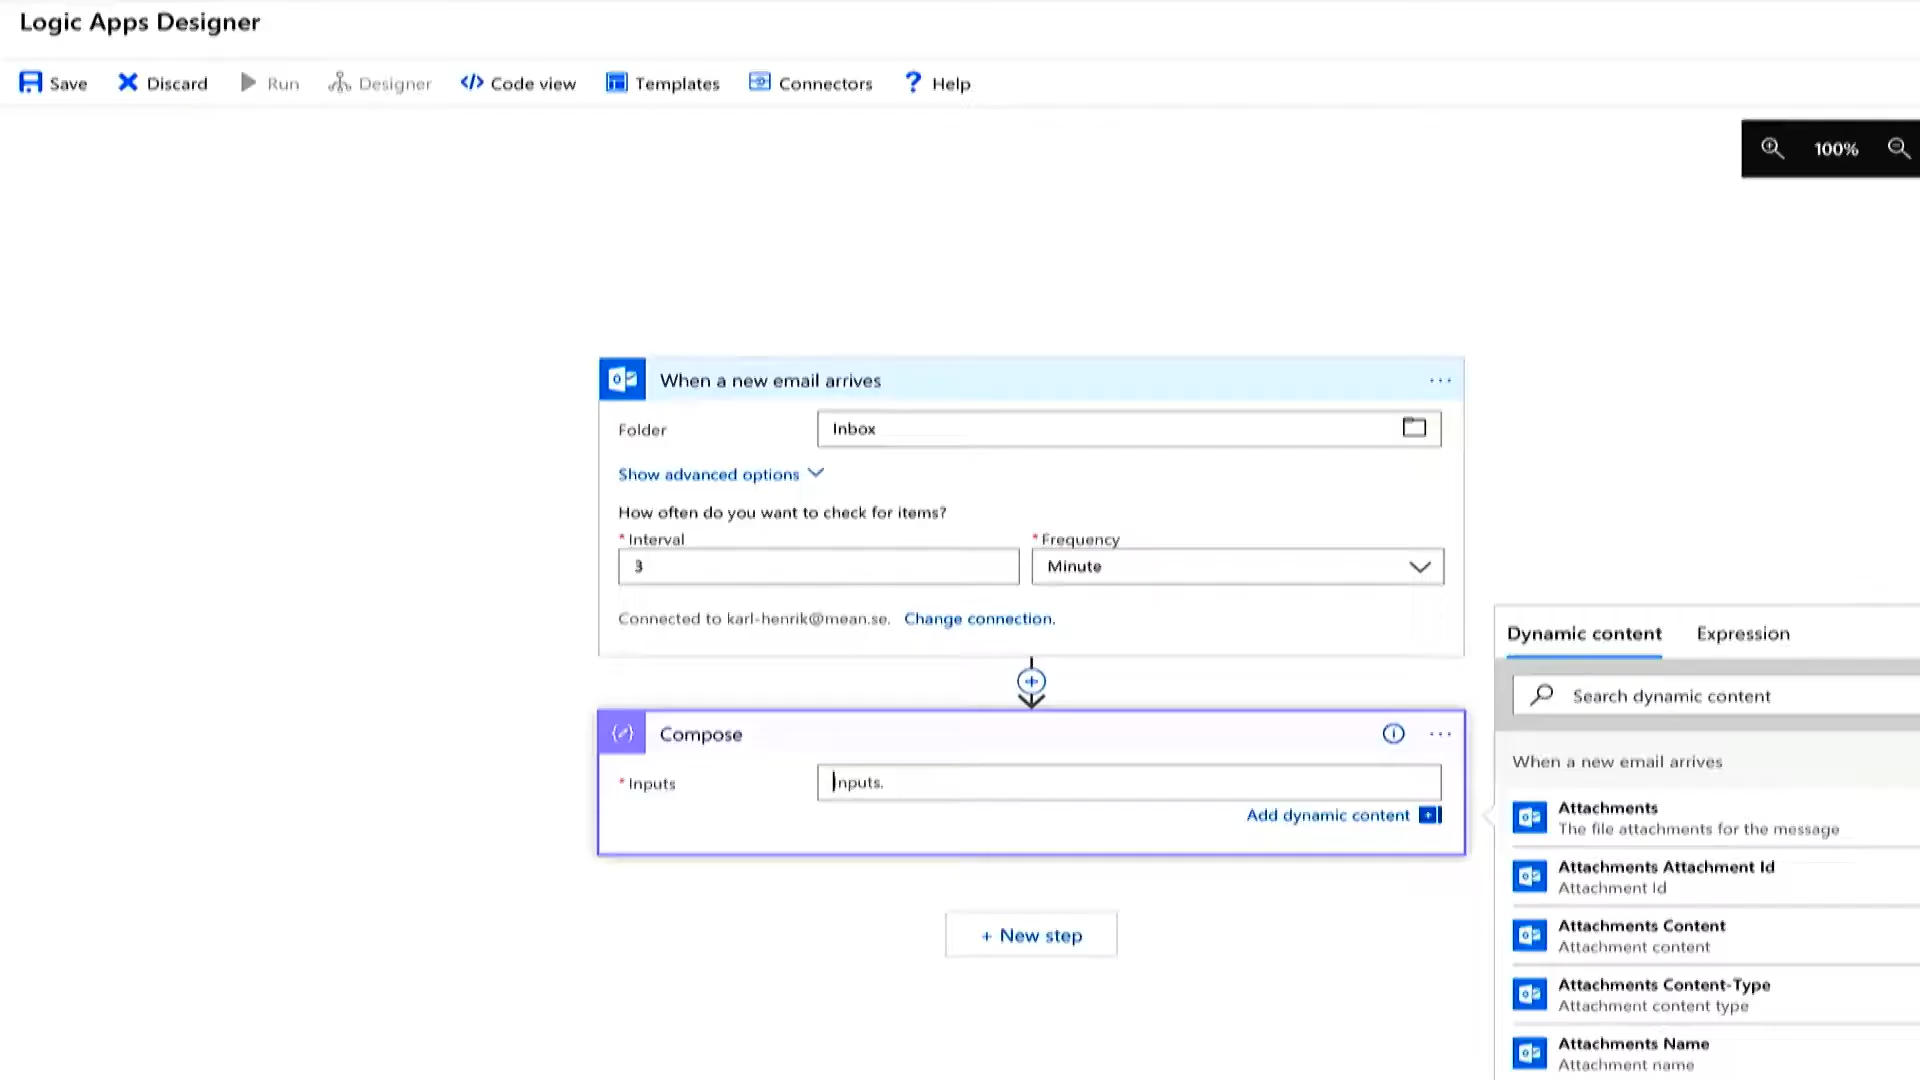 Logic Apps Designer
Save Discard Run Designer </> Code view Templates Connectors ? Help
100%
When a new email arrives ...
Folder Inbox
Show advanced options
How often do you want to check for items?
* Interval * Frequency
3 Minute
Connected to karl-henrik@mean.se. Change connection.
Dynamic content Expression
Search dynamic content
Compose ...
When a new email arrives
* Inputs Inputs.
Add dynamic content
Attachments
The file attachments for the message
Attachments Attachment Id
Attachment Id
Attachments Content
Attachment content
+ New step
Attachments Content-Type
Attachment content type
Attachments Name
Attachment name